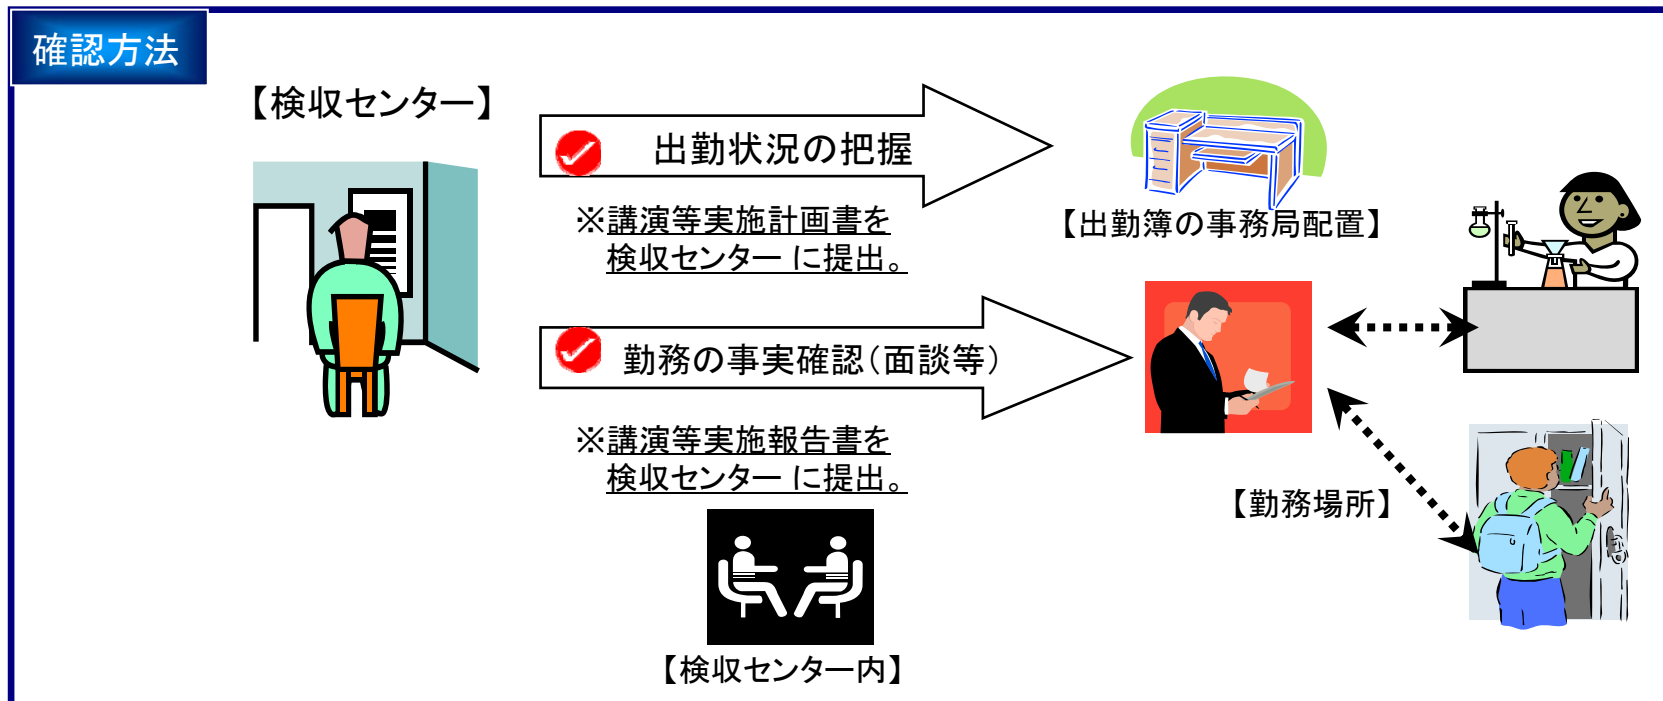 確認方法
【検収センター】
出勤状況の把握
※講演等実施計画書を
検収センター に提出。
【出勤簿の事務局配置】
勤務の事実確認（面談等）
※講演等実施報告書を
検収センター に提出。
【勤務場所】
【検収センター内】